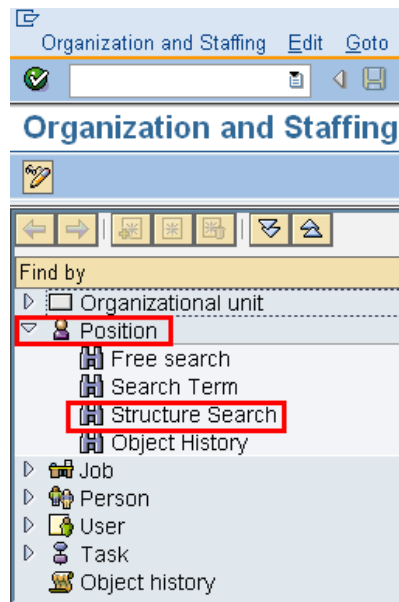 Organization and Staffing Edit Goto
Organization and Staffing
Find by
Organizational unit
Position
Free search
Search Term
Structure Search
Object History
Job
Person
User
Task
Object history